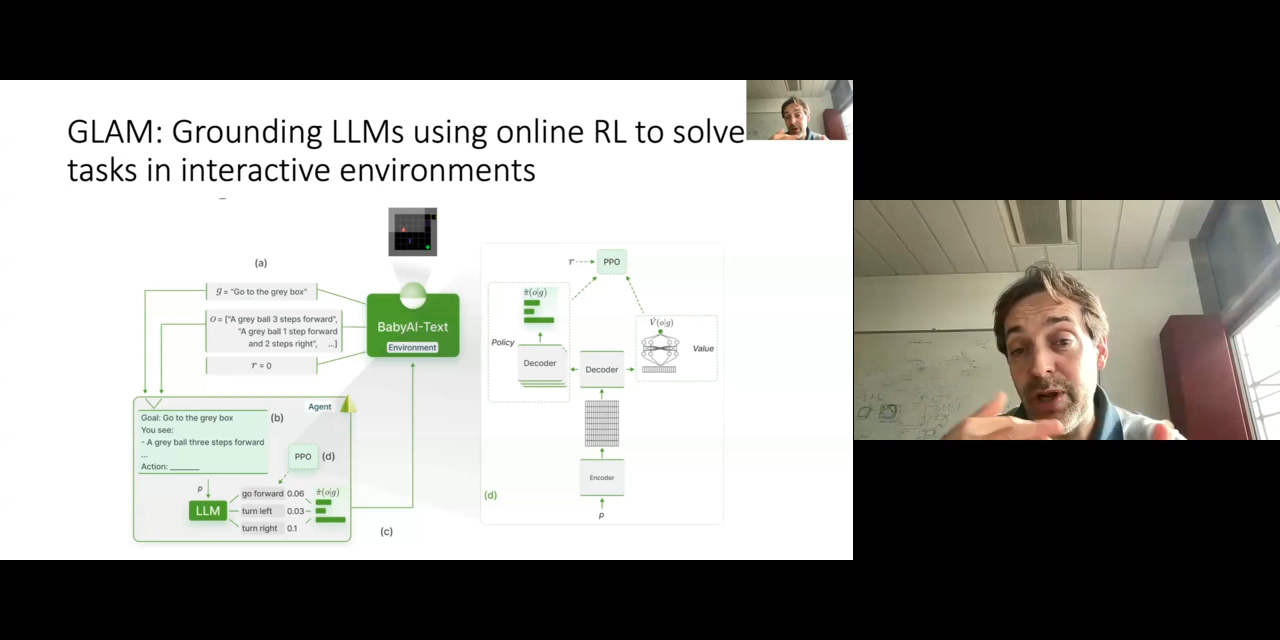 GLAM: Grounding LLMs using online RL to solve
tasks in interactive environments
(a)
g = "Go to the grey box"
o = ["A grey ball 3 steps forward",
"A grey ball 1 step forward
and 2 steps right", ...]
r = 0
BabyAI-Text
Environment
Agent
Goal: Go to the grey box
You see:
- A grey ball three steps forward
...
Action: ______
(b)
PPO
(d)
p
LLM
go forward 0.06
turn left 0.03
turn right 0.1
π̂(o|g)
(c)
r
PPO
π̂(o|g)
Policy
Decoder
Decoder
V̂(o|g)
Value
Encoder
(d)
p